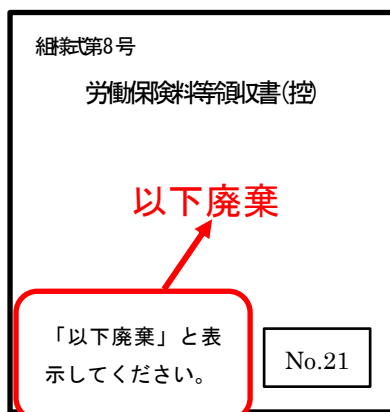 組様式第8号
労働保険料等領収書(控)
以下廃棄
「以下廃棄」と表
示してください。
No.21